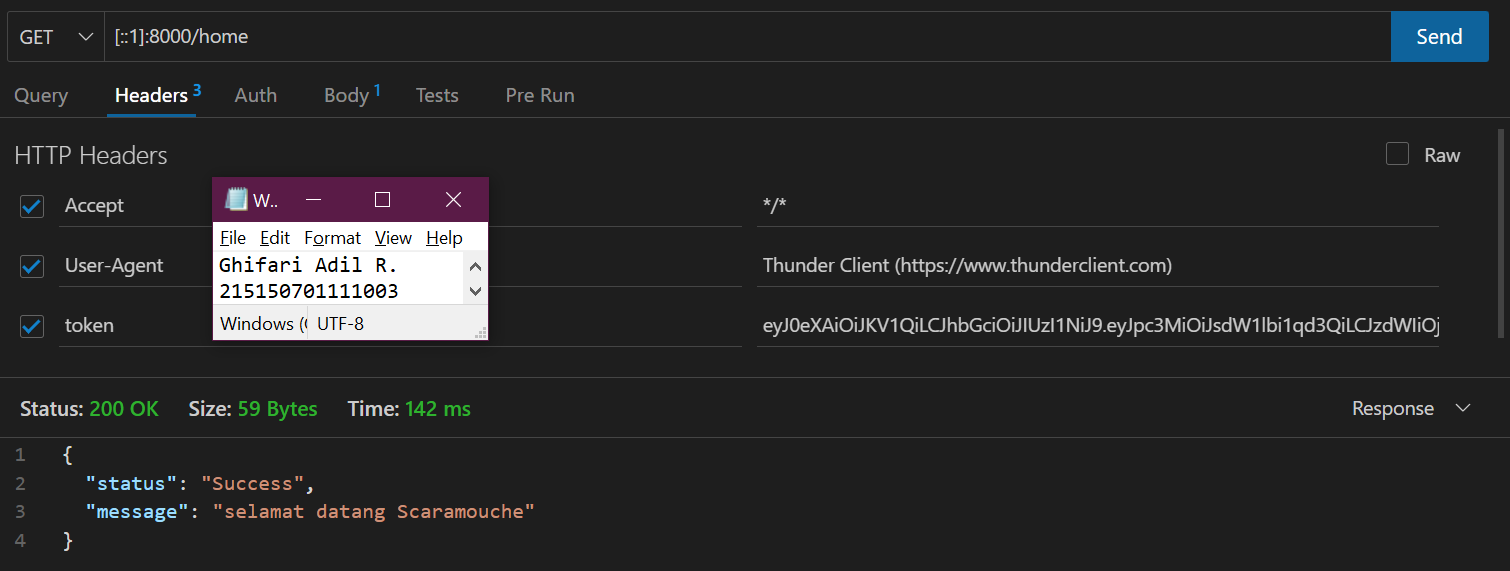 GET [::1]:8000/home Send
Query Headers 3 Auth Body 1 Tests Pre Run
HTTP Headers Raw
Accept */*
User-Agent Thunder Client (https://www.thunderclient.com)
token eyJ0eXAiOiJKV1QiLCJhbGciOiJIUzI1NiJ9.eyJpc3MiOiJsdW1lbi1qd3QiLCJzdWIiOj
W..
File Edit Format View Help
Ghifari Adil R.
215150701111003
Windows ( UTF-8
Status: 200 OK Size: 59 Bytes Time: 142 ms Response
1 {
2 "status": "Success",
3 "message": "selamat datang Scaramouche"
4 }